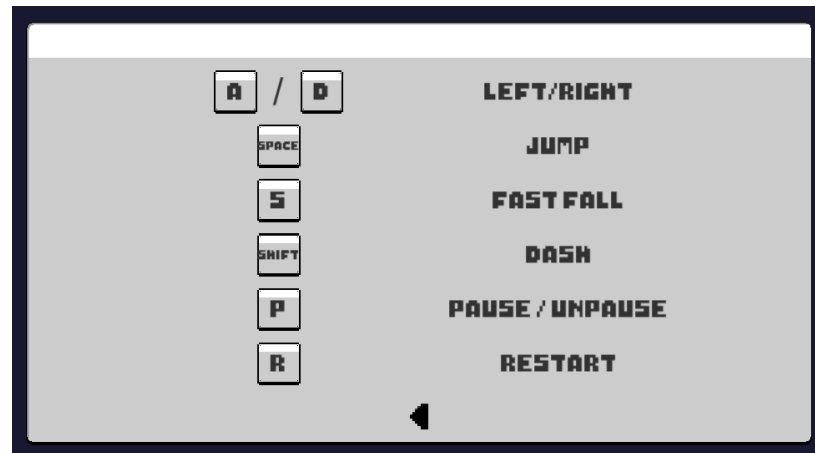 A / D LEFT/RIGHT
SPACE JUMP
S FAST FALL
SHIFT DASH
P PAUSE / UNPAUSE
R RESTART